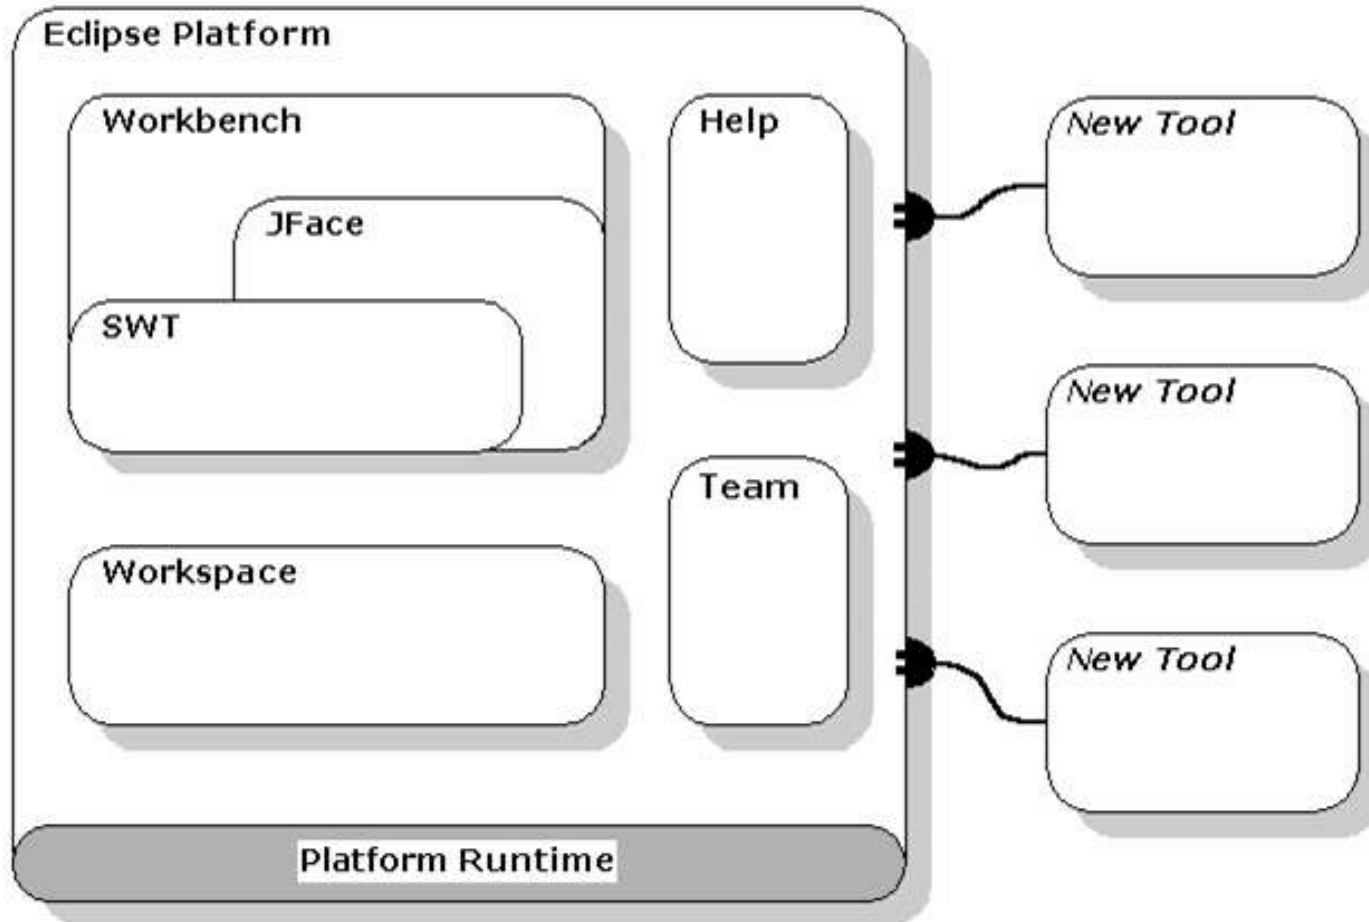 Eclipse Platform
Workbench
JFace
SWT
Workspace
Help
Team
Platform Runtime
New Tool
New Tool
New Tool